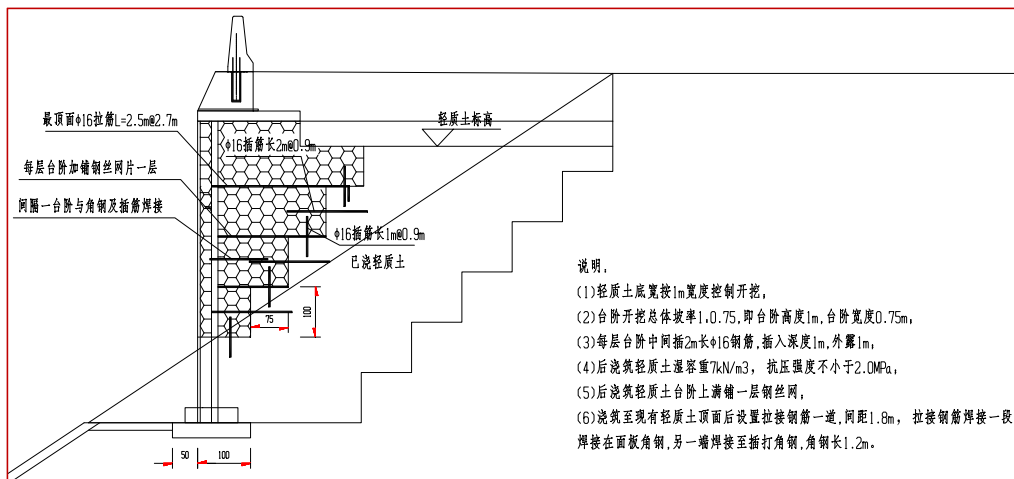 最顶面φ16拉筋L=2.5m@2.7m
轻质土标高
φ16插筋长2m@0.9m
每层台阶加铺钢丝网片一层
间隔一台阶与角钢及插筋焊接
φ16插筋长1m@0.9m
已浇轻质土
说明:
(1)轻质土底宽按1m宽度控制开挖;
(2)台阶开挖总体坡率1:0.75,即台阶高度1m,台阶宽度0.75m;
(3)每层台阶中间插2m长φ16钢筋,插入深度1m,外露1m;
(4)后浇筑轻质土湿容重7kN/m3, 抗压强度不小于2.0MPa;
(5)后浇筑轻质土台阶上满铺一层钢丝网;
(6)浇筑至现有轻质土顶面后设置拉接钢筋一道,间距1.8m, 拉接钢筋焊接一段
焊接在面板角钢,另一端焊接至插打角钢,角钢长1.2m。
75
100
50
100